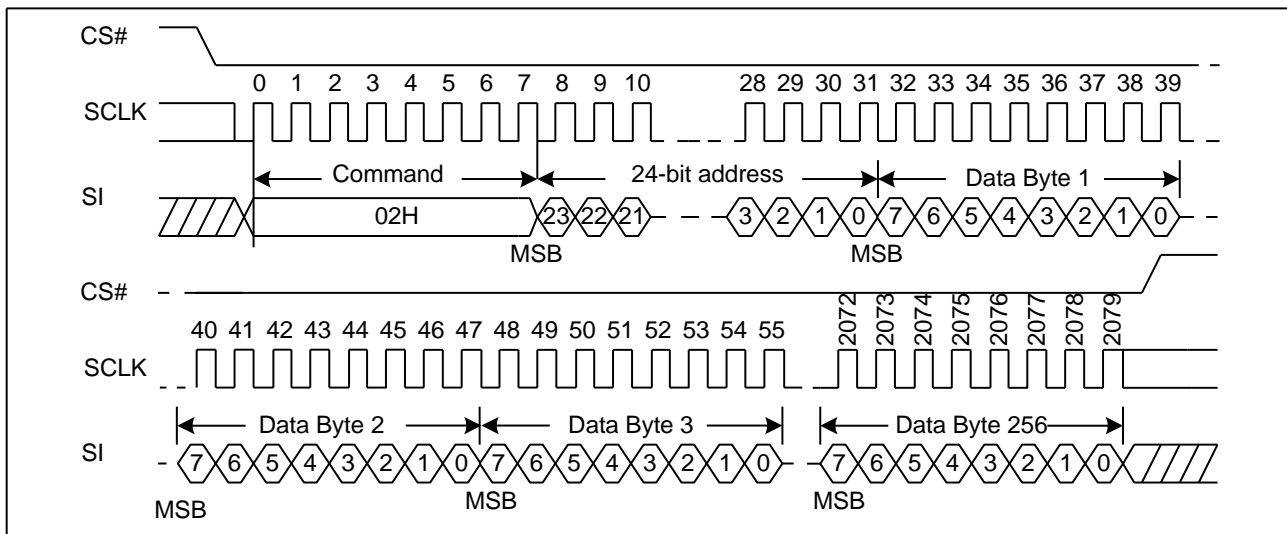 CS#
0 1 2 3 4 5 6 7 8 9 10 28 29 30 31 32 33 34 35 36 37 38 39
SCLK
Command 24-bit address Data Byte 1
SI
02H 23 22 21 3 2 1 0 7 6 5 4 3 2 1 0
MSB MSB
CS#
40 41 42 43 44 45 46 47 48 49 50 51 52 53 54 55 2072 2073 2074 2075 2076 2077 2078 2079
SCLK
Data Byte 2 Data Byte 3 Data Byte 256
SI
7 6 5 4 3 2 1 0 7 6 5 4 3 2 1 0 7 6 5 4 3 2 1 0
MSB MSB MSB